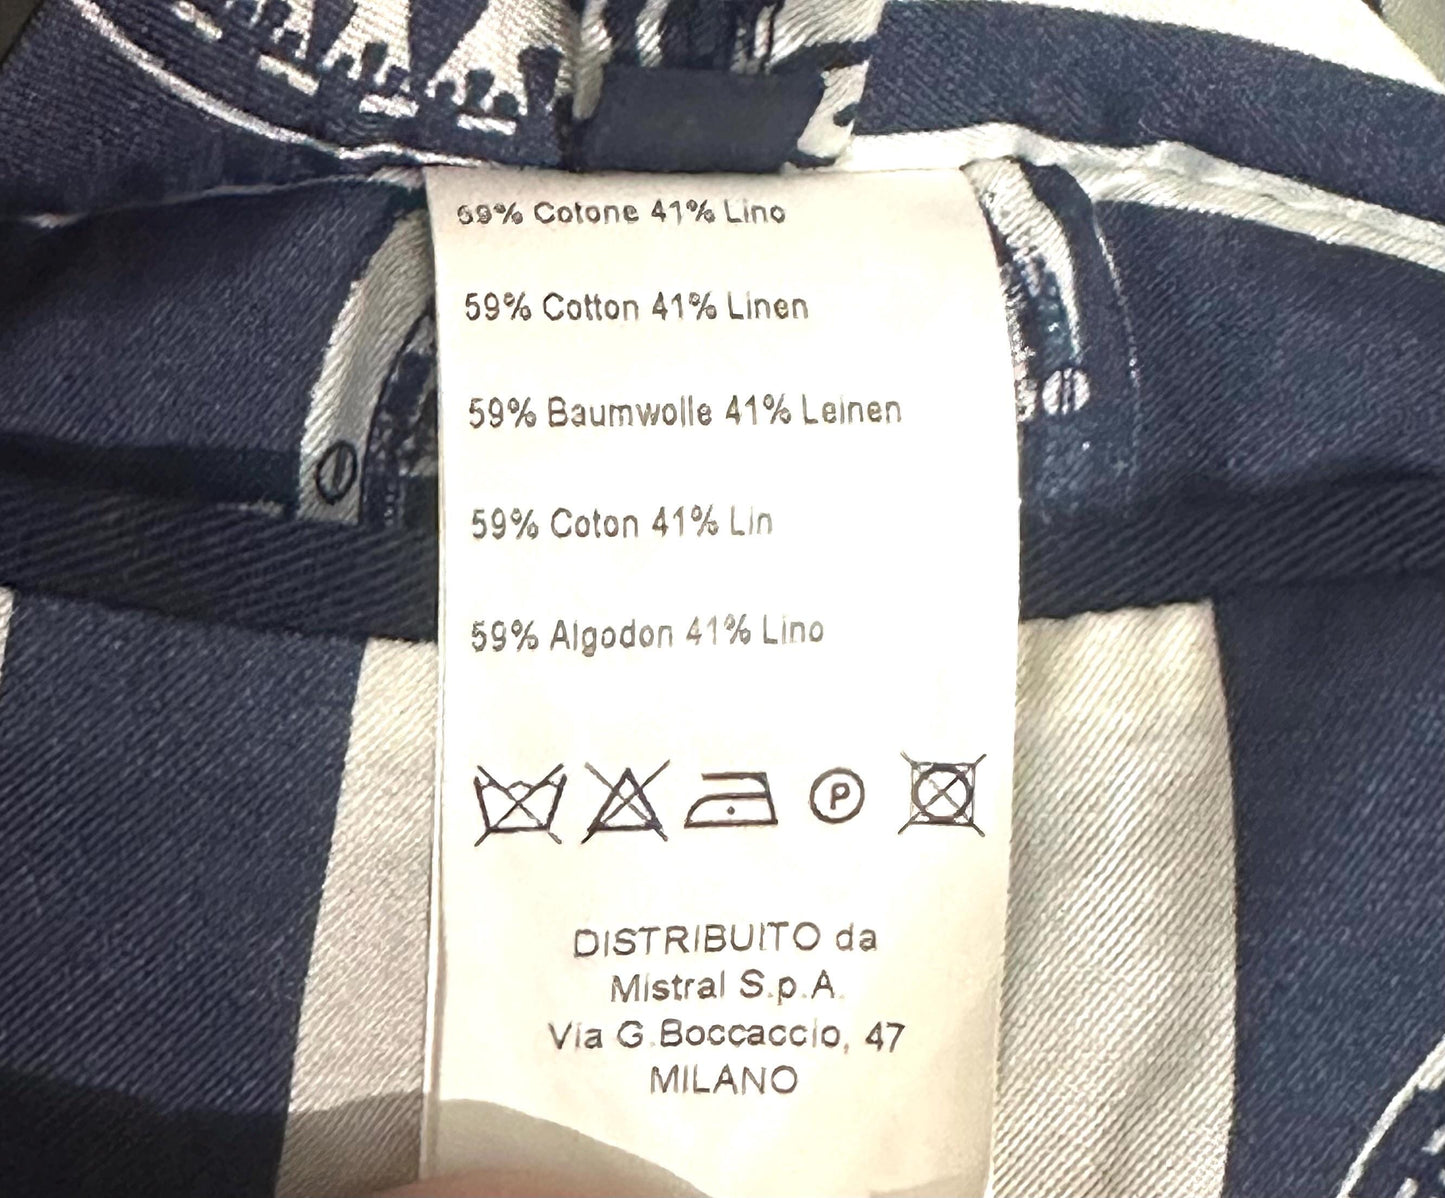 59% Cotone 41% Lino
59% Cotton 41% Linen
59% Baumwolle 41% Leinen
59% Coton 41% Lin
59% Algodon 41% Lino
P
DISTRIBUITO da
Mistral S.p.A.
Via G.Boccaccio, 47
MILANO